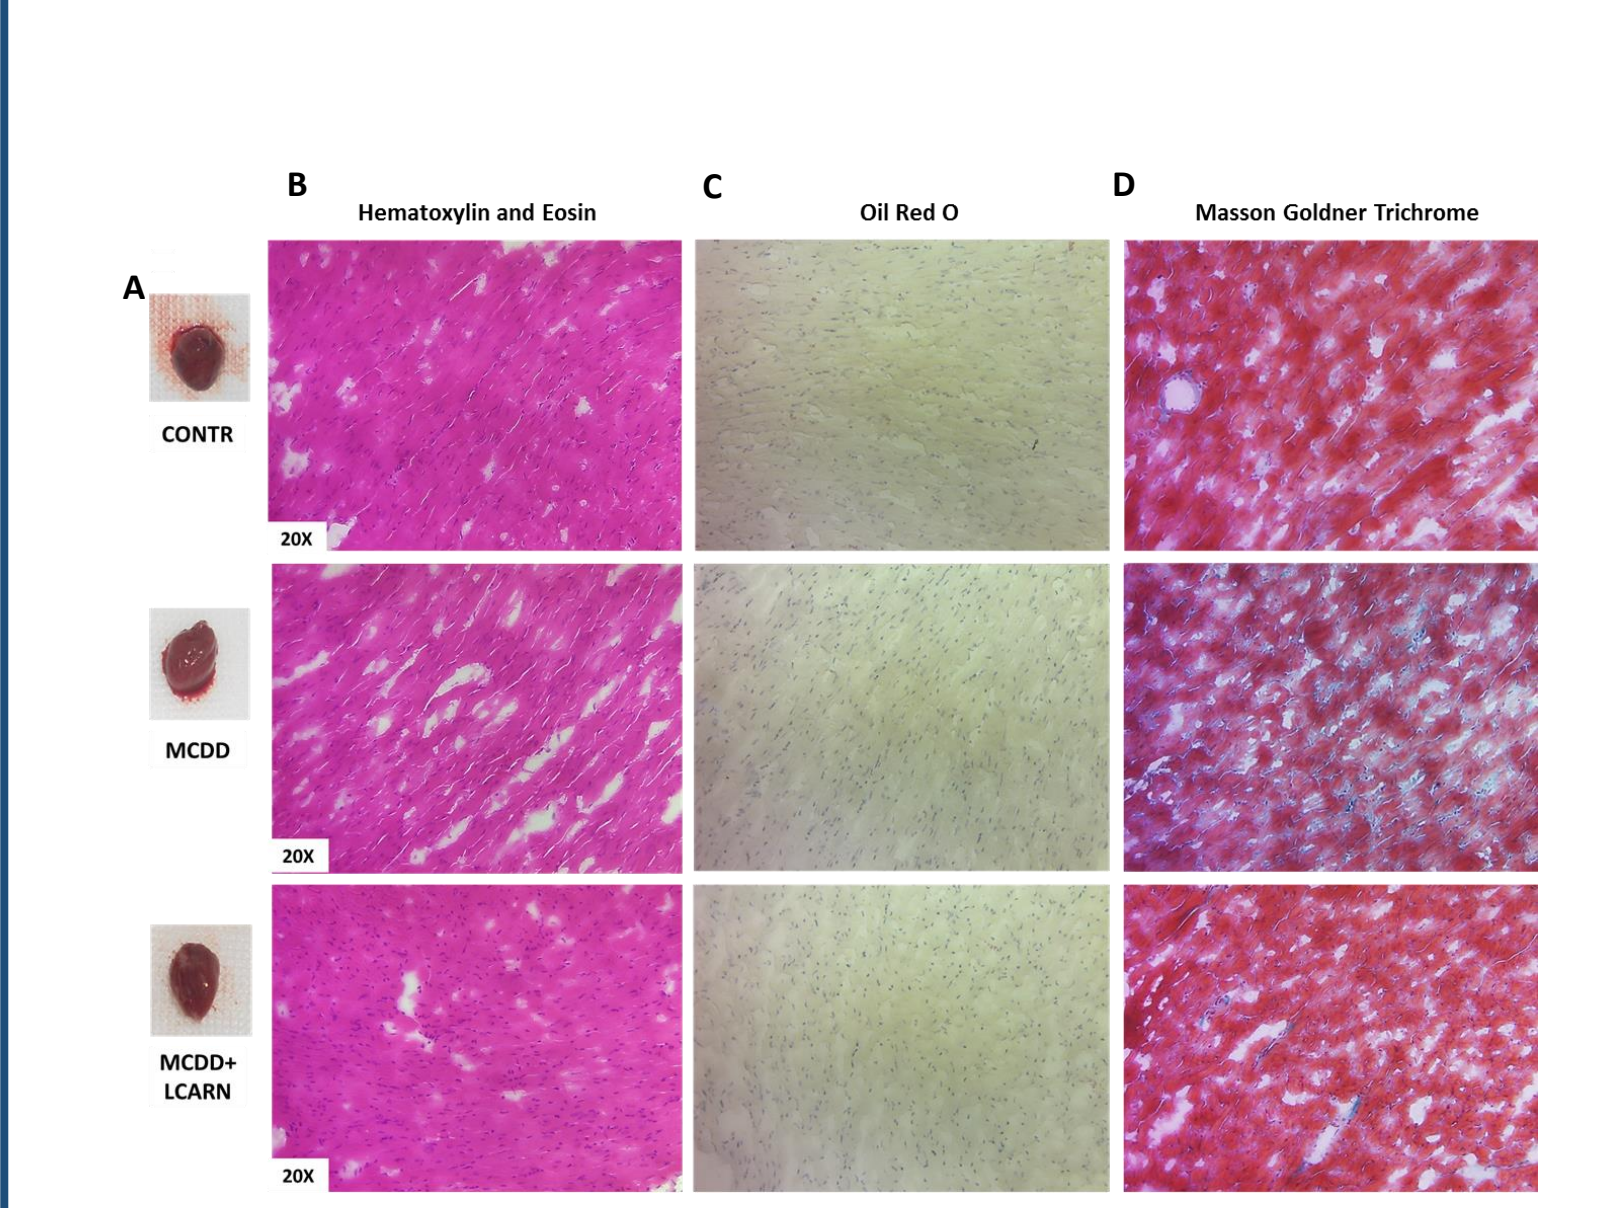 B
C
D
Hematoxylin and Eosin
Oil Red O
Masson Goldner Trichrome
A
CONTR
20X
MCDD
20X
MCDD+
LCARN
20X